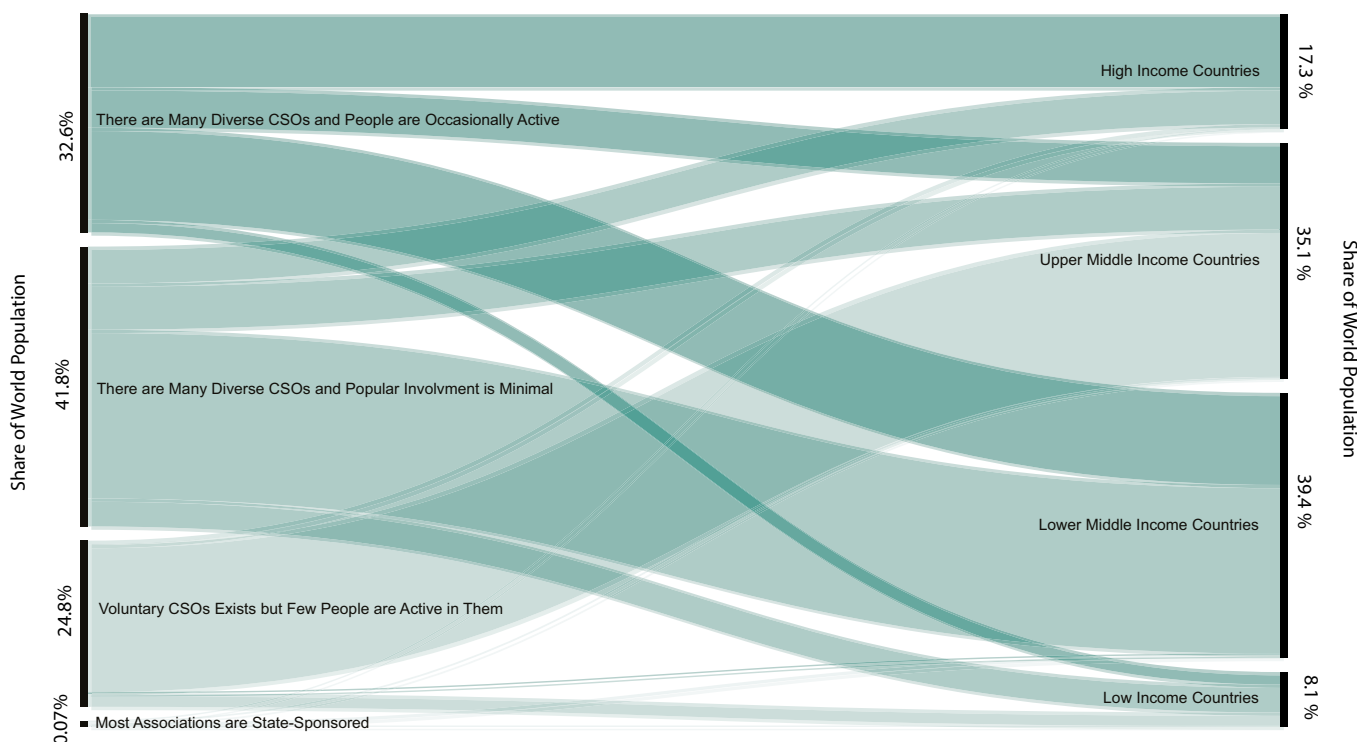 Share of World Population
32.6%
There are Many Diverse CSOs and People are Occasionally Active
41.8%
There are Many Diverse CSOs and Popular Involvment is Minimal
24.8%
Voluntary CSOs Exists but Few People are Active in Them
0.07%
Most Associations are State-Sponsored
High Income Countries
17.3 %
Upper Middle Income Countries
35.1 %
Lower Middle Income Countries
39.4 %
Low Income Countries
8.1 %
Share of World Population